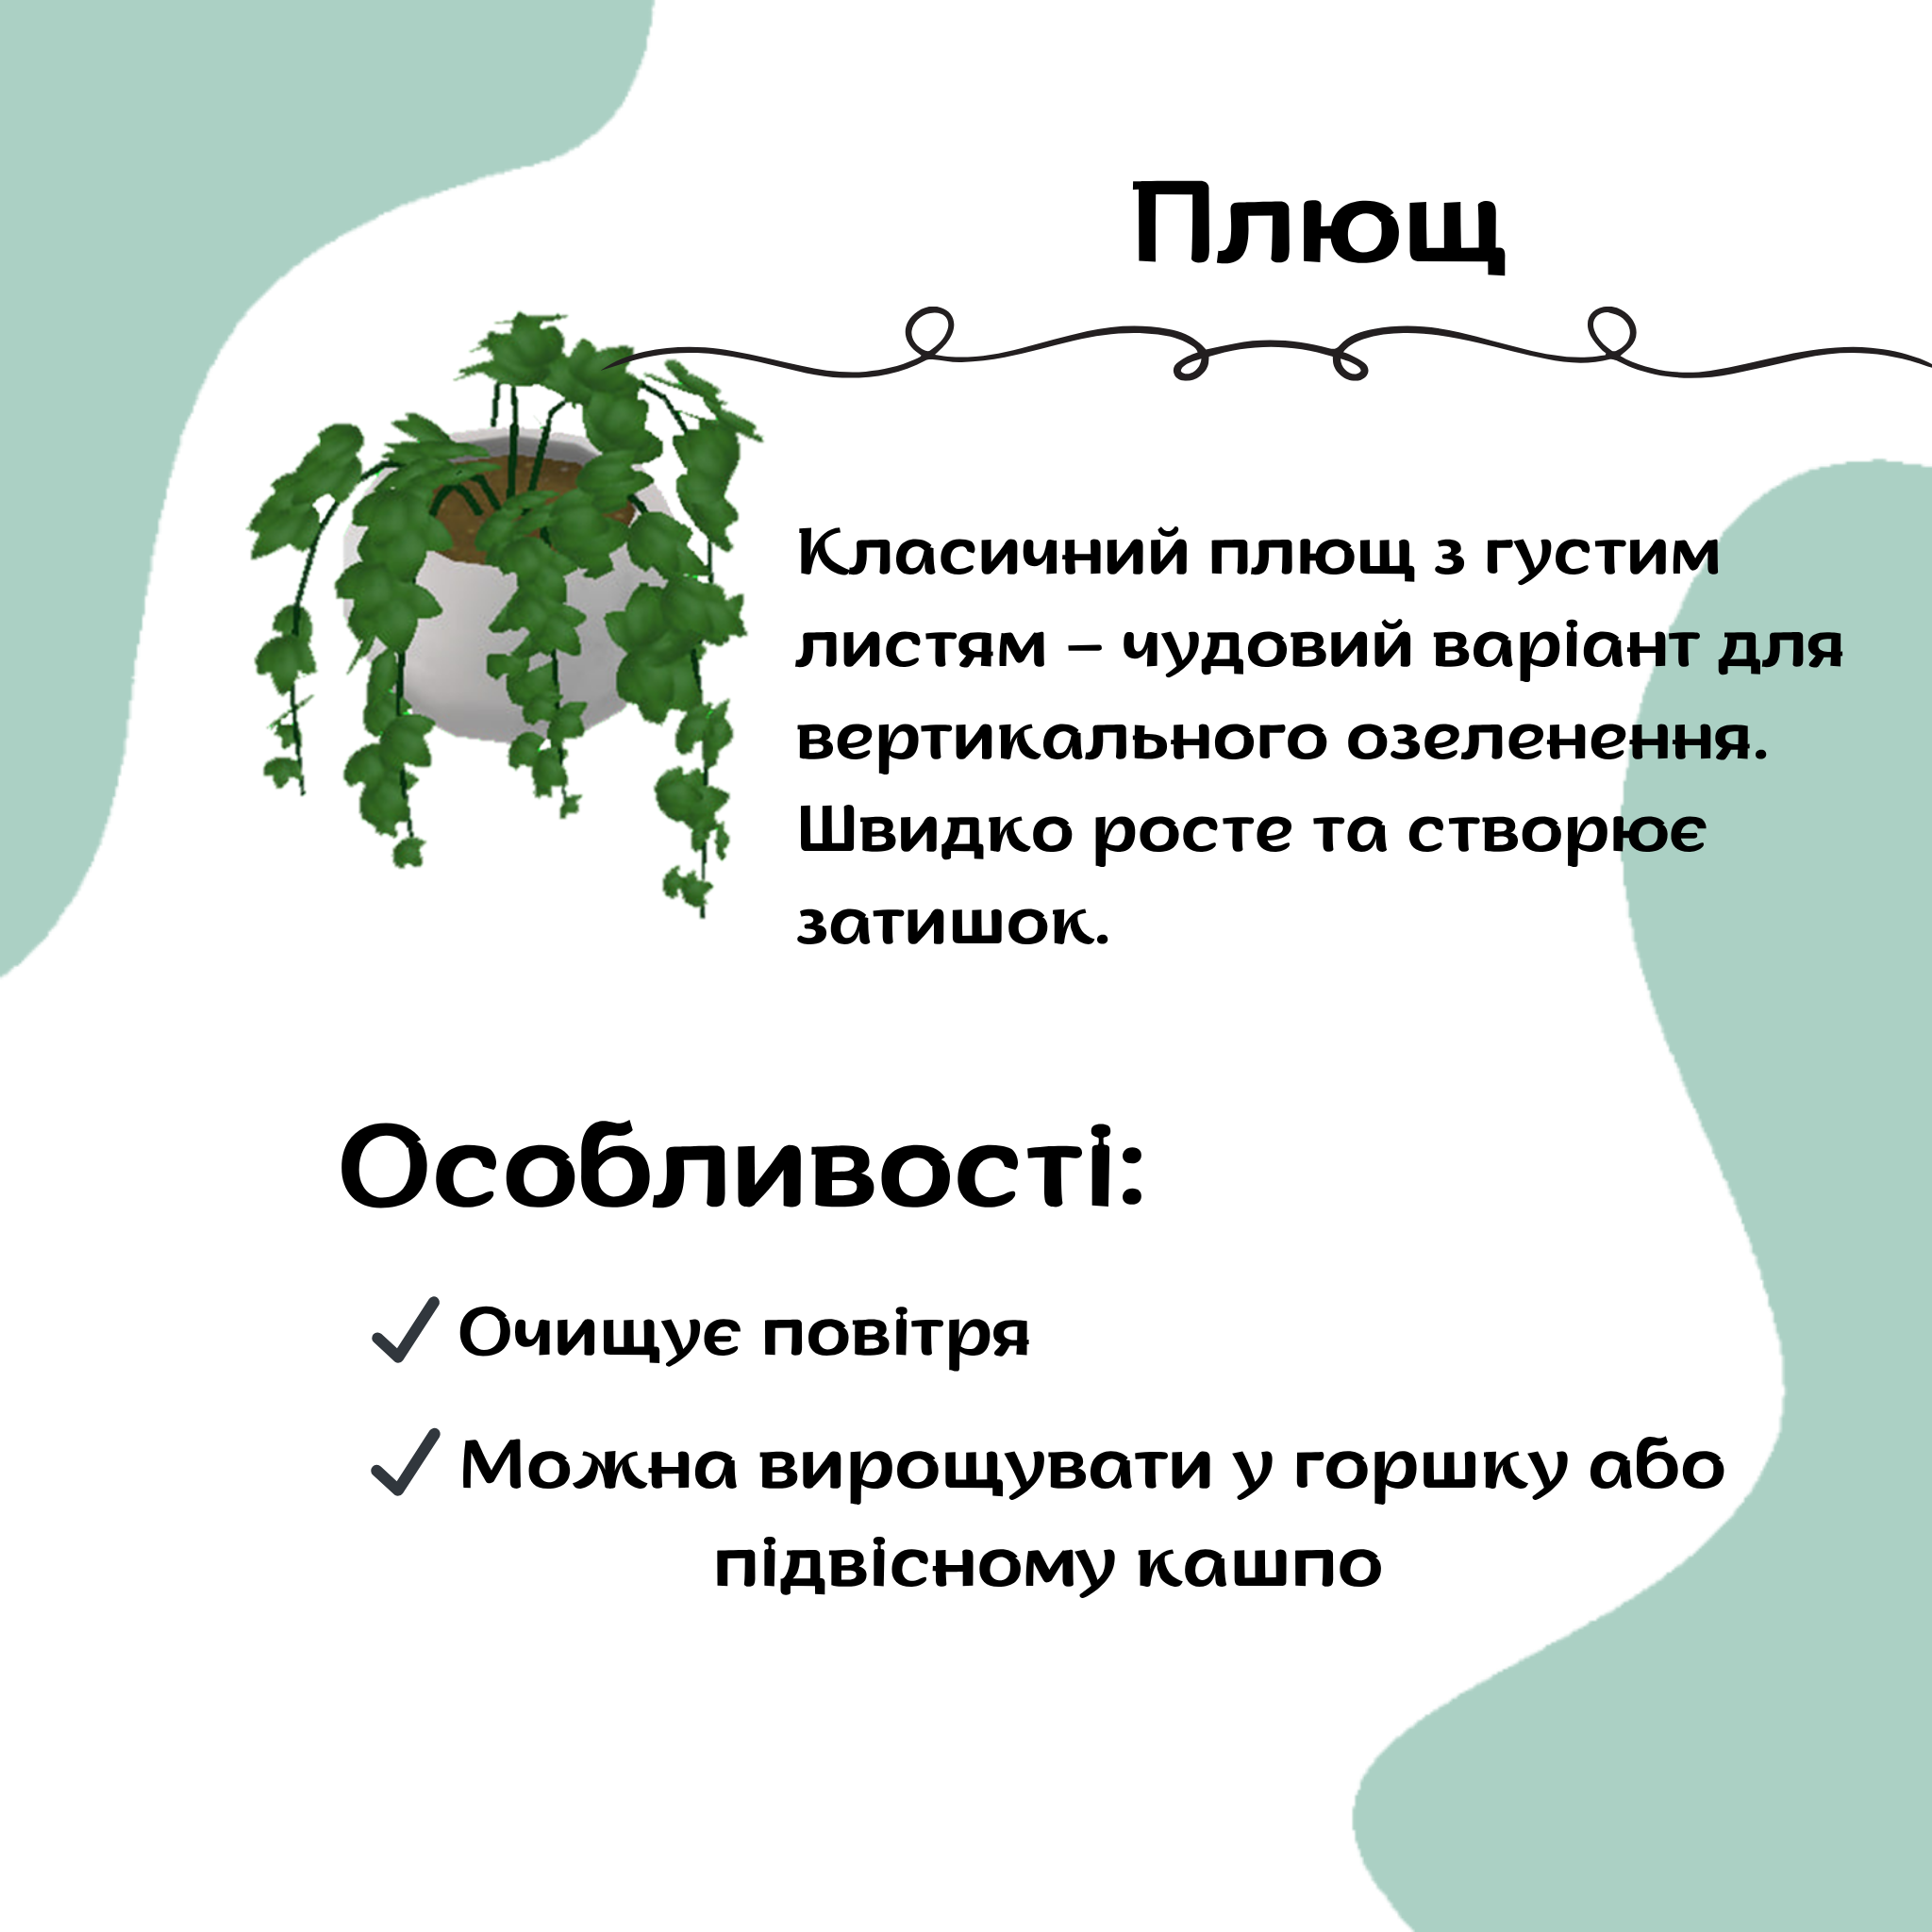 Плющ
Класичний плющ з густим
листям – чудовий варіант для
вертикального озеленення.
Швидко росте та створює
затишок.
Особливості:
Очищує повітря
Можна вирощувати у горшку або
підвісному кашпо